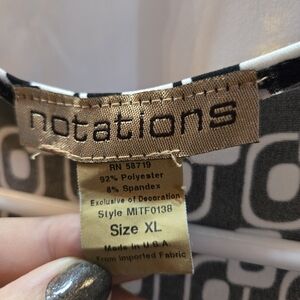 notations
RN 58719
92% Polyester
8% Spandex
Exclusive of Decoration
Style MITF0138
Size XL
Made in U.S.A
from Imported Fabric